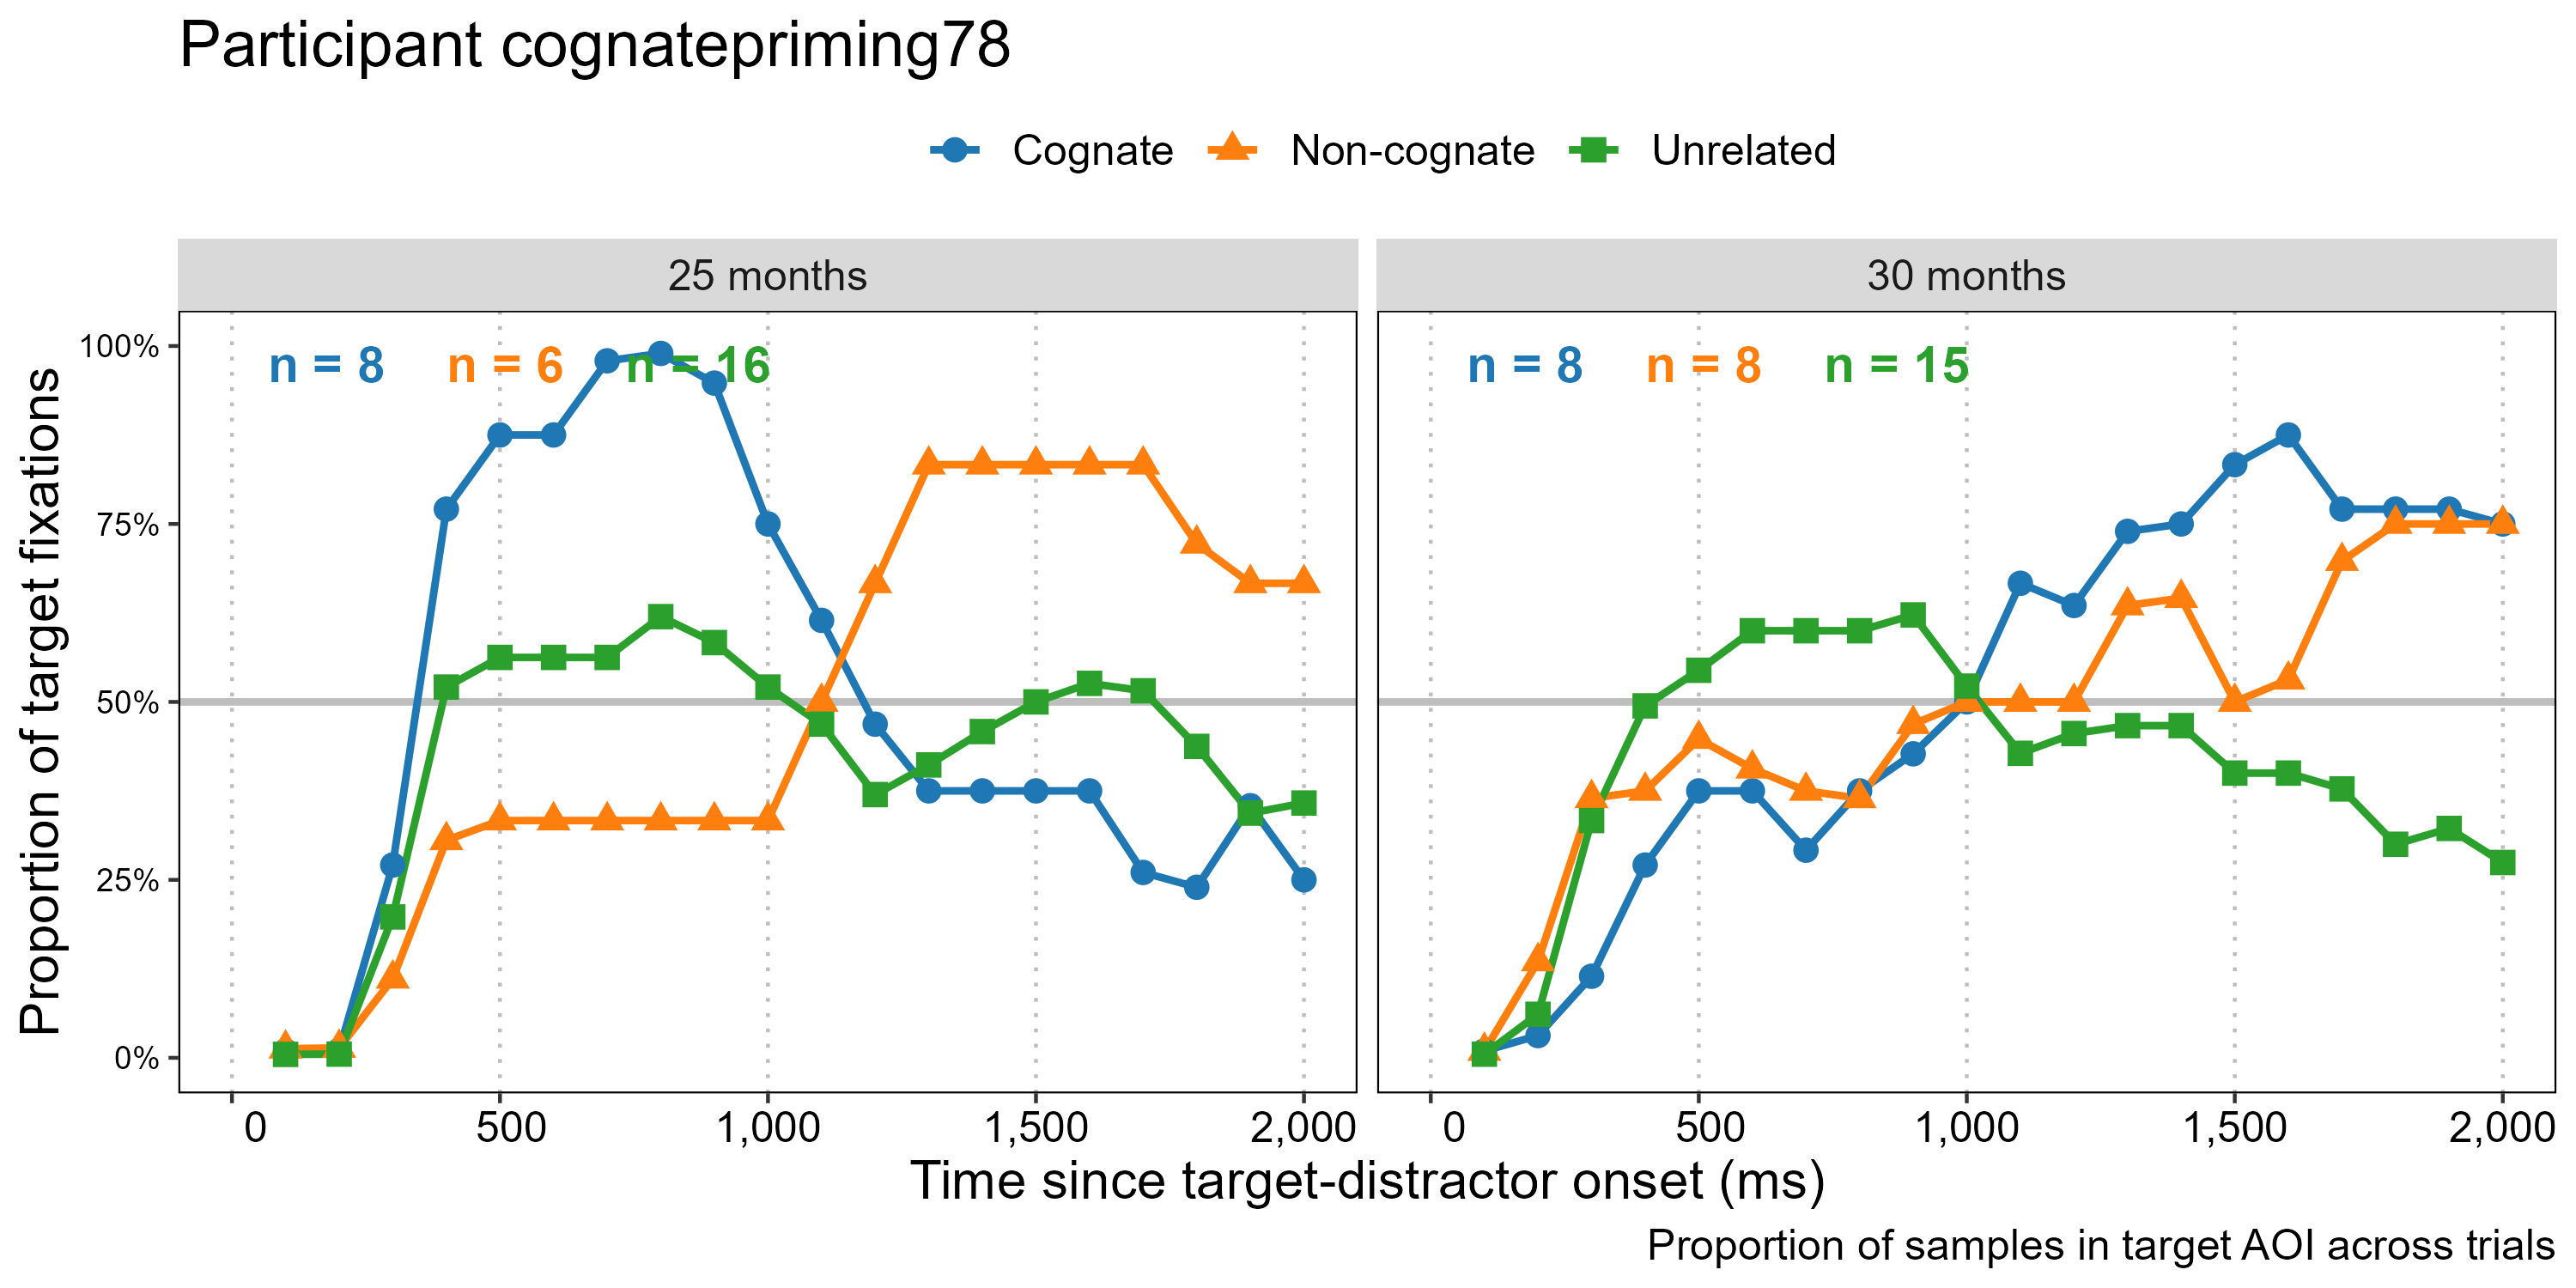 Participant cognatepriming78
Cognate Non-cognate Unrelated
25 months 30 months
n = 8 n = 6 n = 16 n = 8 n = 8 n = 15
100%
75%
50%
25%
0%
Proportion of target fixations
0 500 1,000 1,500 2,000 0 500 1,000 1,500 2,000
Time since target-distractor onset (ms)
Proportion of samples in target AOI across trials